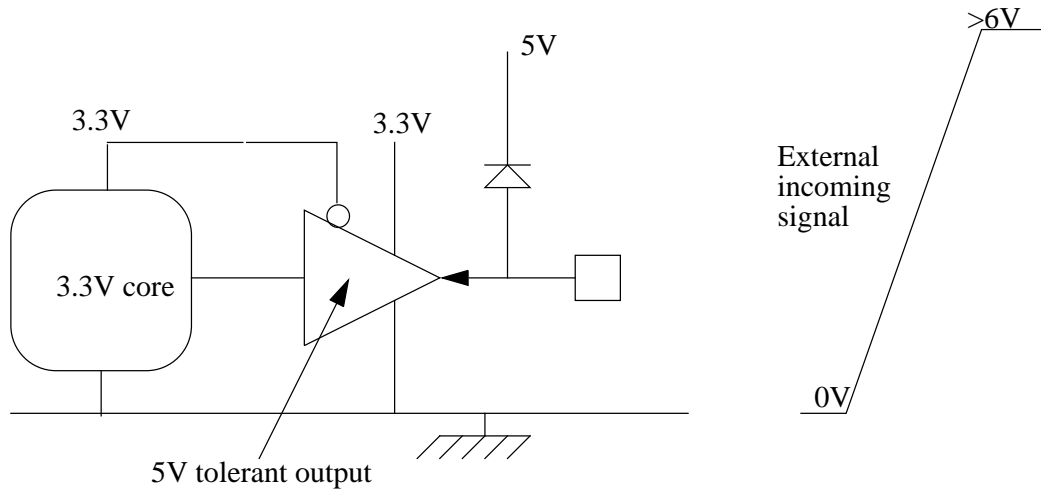 >6V
5V
3.3V
3.3V
External
incoming
signal
3.3V core
0V
5V tolerant output